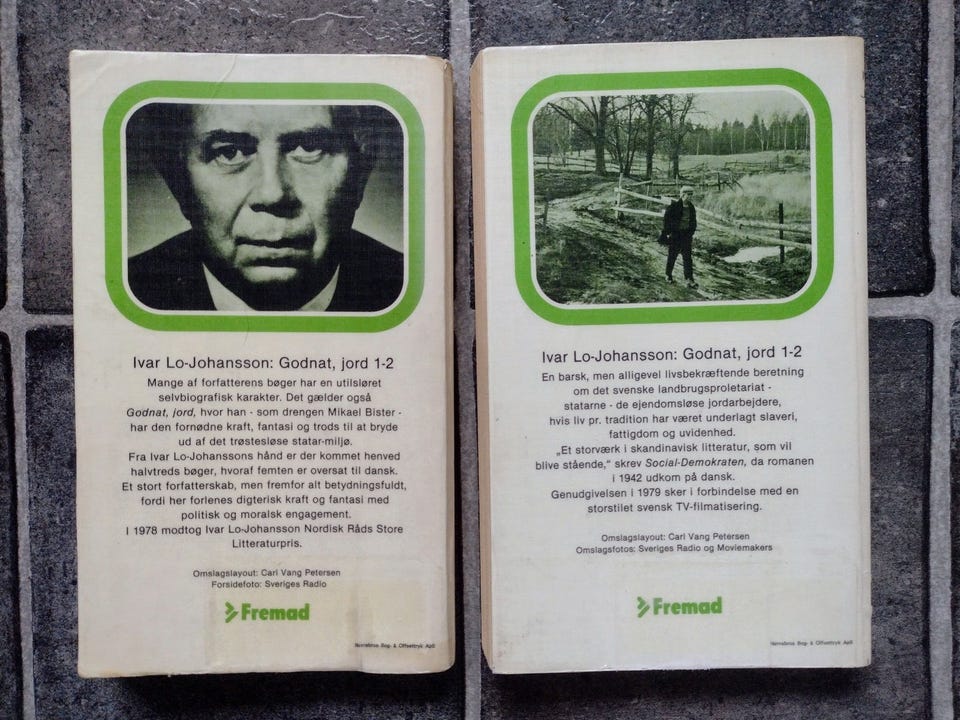 Ivar Lo-Johansson: Godnat, jord 1-2
Mange af forfatterens bøger har en utilsløret
selvbiografisk karakter. Det gælder også
Godnat, jord, hvor han - som drengen Mikael Bister -
har den fornødne kraft, fantasi og trods til at bryde
ud af det trøstesløse statar-miljø.
Fra Ivar Lo-Johanssons hånd er der kommet henved
halvtreds bøger, hvoraf femten er oversat til dansk.
Et stort forfatterskab, men fremfor alt betydningsfuldt,
fordi her forlenes digterisk kraft og fantasi med
politisk og moralsk engagement.
I 1978 modtog Ivar Lo-Johansson Nordisk Råds Store
Litteraturpris.
Omslagslayout: Carl Vang Petersen
Forsidefoto: Sveriges Radio
Fremad
Nørrebros Bog- & Offsettryk ApS
Ivar Lo-Johansson: Godnat, jord 1-2
En barsk, men alligevel livsbekræftende beretning
om det svenske landbrugsproletariat -
statarne - de ejendomsløse jordarbejdere,
hvis liv pr. tradition har været underlagt slaveri,
fattigdom og uvidenhed.
„Et storværk i skandinavisk litteratur, som vil
blive stående,“ skrev Social-Demokraten, da romanen
i 1942 udkom på dansk.
Genudgivelsen i 1979 sker i forbindelse med en
storstilet svensk TV-filmatisering.
Omslagslayout: Carl Vang Petersen
Omslagsfotos: Sveriges Radio og Moviemakers
Fremad
Nørrebros Bog- & Offsettryk ApS